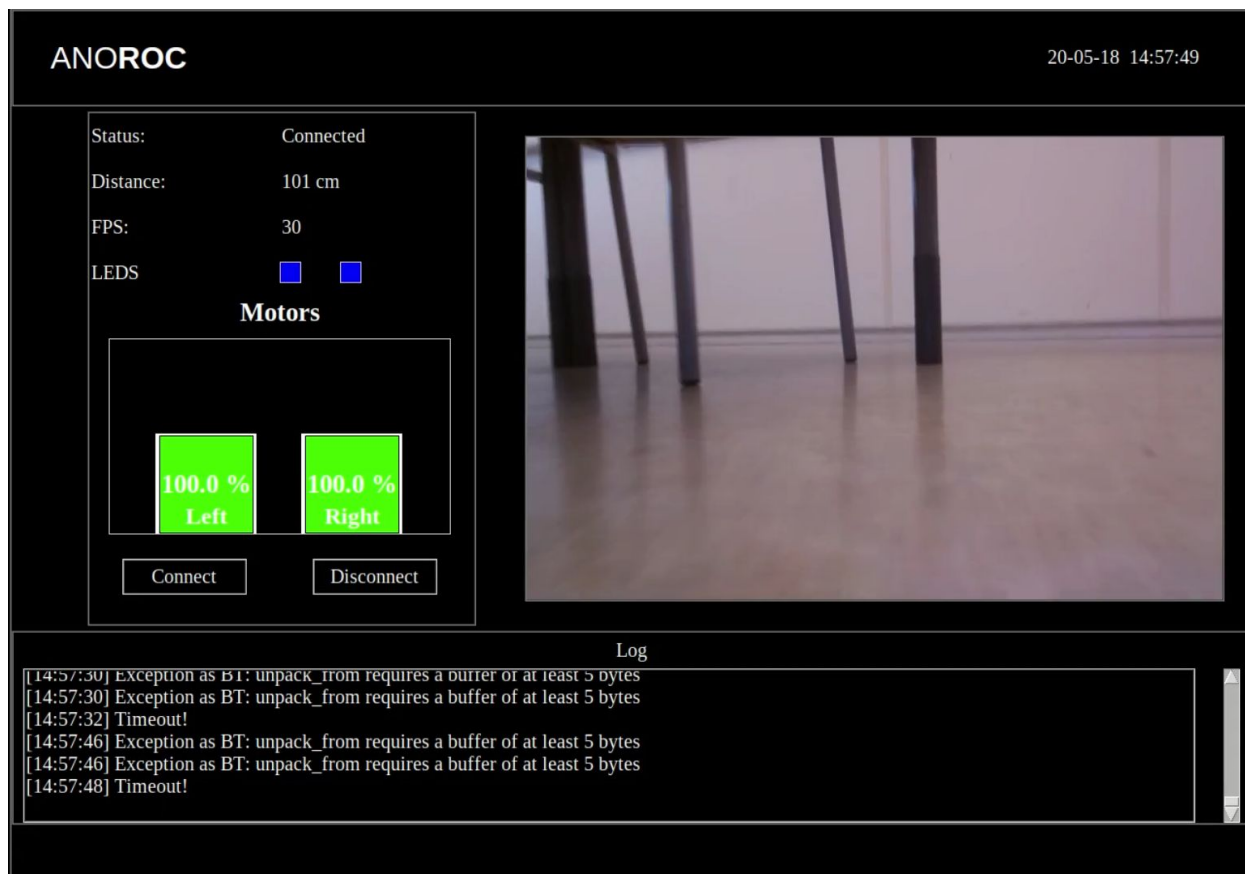 ANOROC
20-05-18 14:57:49
Status: Connected
Distance: 101 cm
FPS: 30
LEDS
Motors
100.0 % 100.0 %
Left Right
Connect Disconnect
Log
[14:57:30] Exception as BT: unpack_from requires a buffer of at least 5 bytes
[14:57:30] Exception as BT: unpack_from requires a buffer of at least 5 bytes
[14:57:32] Timeout!
[14:57:46] Exception as BT: unpack_from requires a buffer of at least 5 bytes
[14:57:46] Exception as BT: unpack_from requires a buffer of at least 5 bytes
[14:57:48] Timeout!